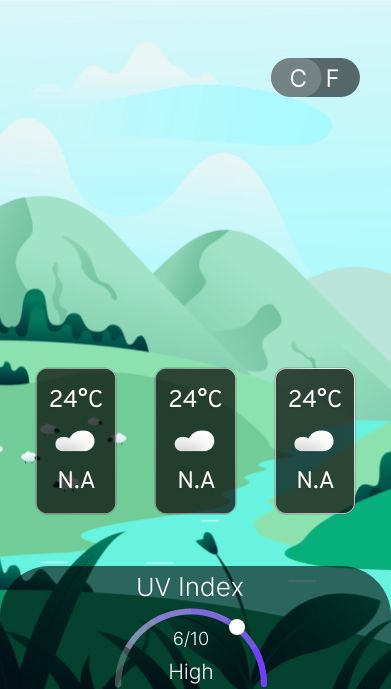 C F
24°C 24°C 24°C
N.A N.A N.A
UV Index
6/10
High